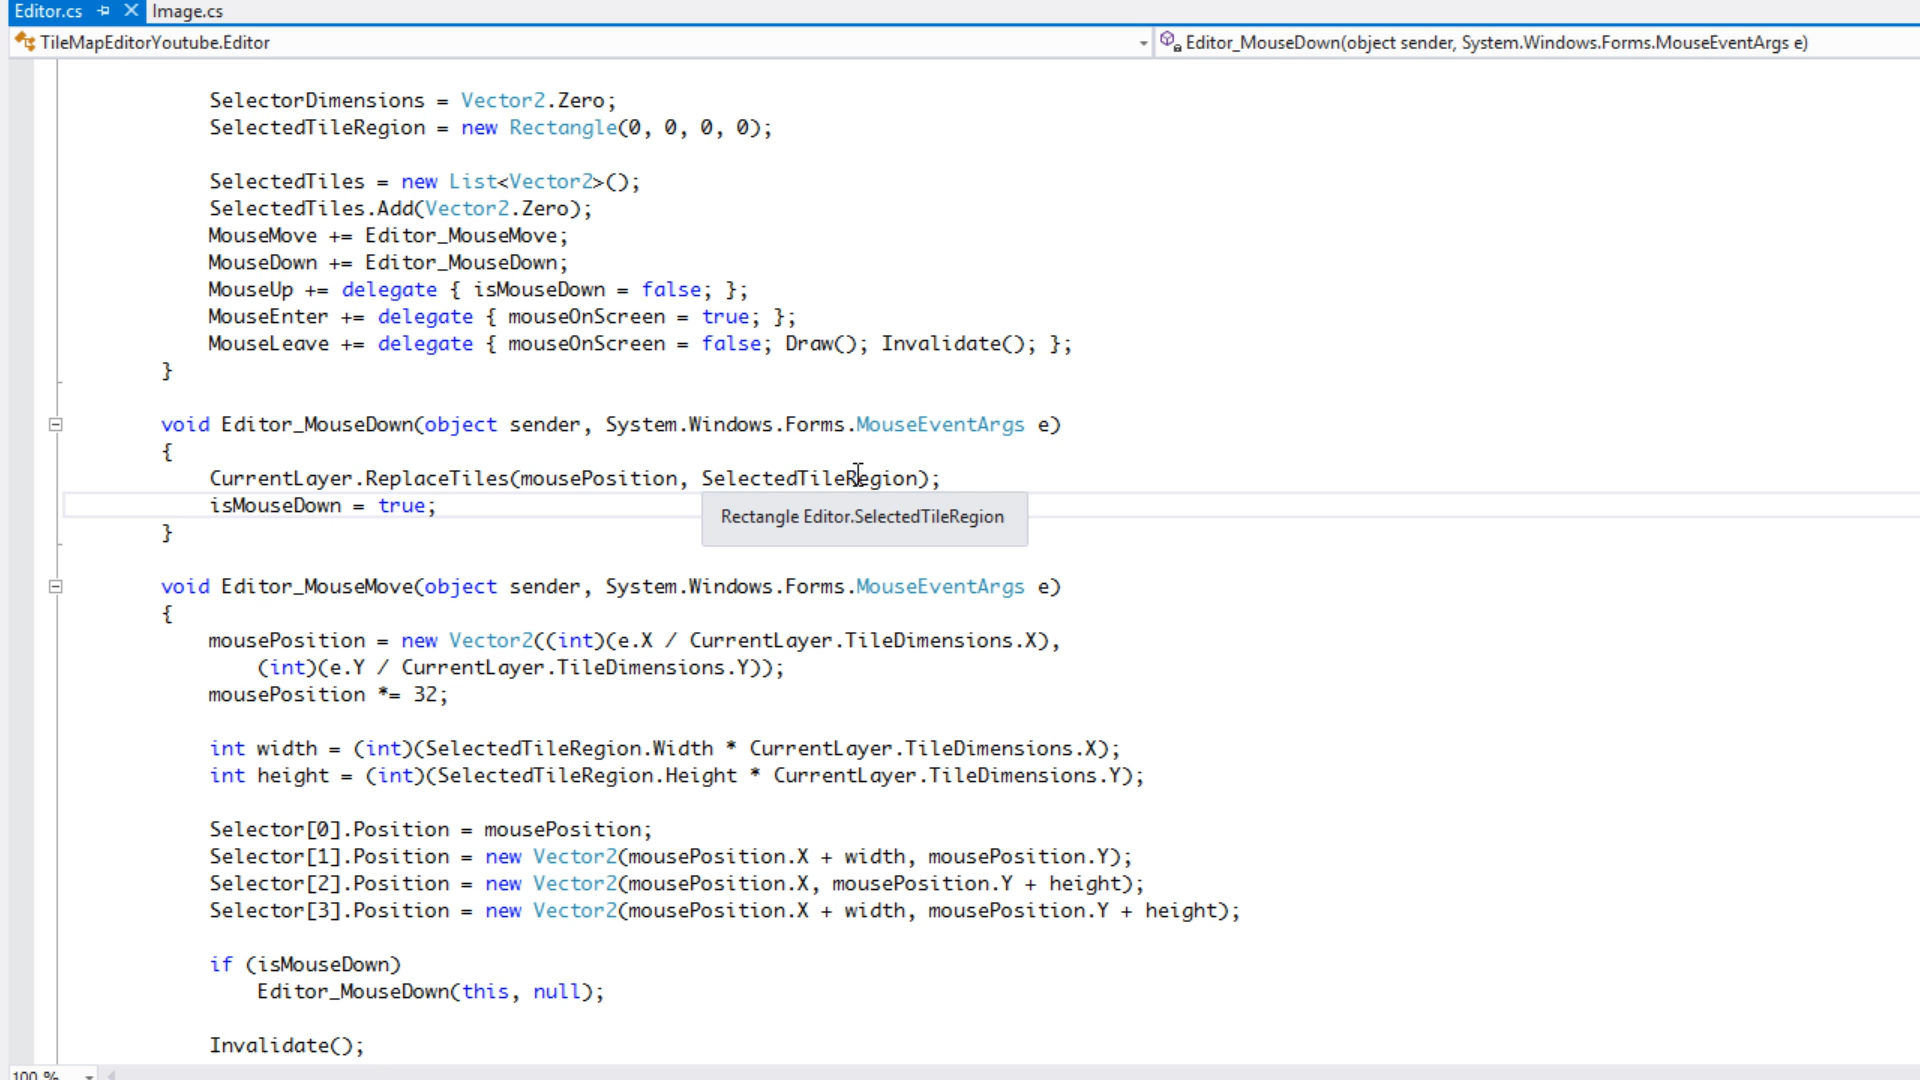 Editor.cs
Image.cs
TileMapEditorYoutube.Editor
Editor_MouseDown(object sender, System.Windows.Forms.MouseEventArgs e)
SelectorDimensions = Vector2.Zero;
SelectedTileRegion = new Rectangle(0, 0, 0, 0);
SelectedTiles = new List<Vector2>();
SelectedTiles.Add(Vector2.Zero);
MouseMove += Editor_MouseMove;
MouseDown += Editor_MouseDown;
MouseUp += delegate { isMouseDown = false; };
MouseEnter += delegate { mouseOnScreen = true; };
MouseLeave += delegate { mouseOnScreen = false; Draw(); Invalidate(); };
}
void Editor_MouseDown(object sender, System.Windows.Forms.MouseEventArgs e)
{
CurrentLayer.ReplaceTiles(mousePosition, SelectedTileRegion);
isMouseDown = true;
Rectangle Editor.SelectedTileRegion
}
void Editor_MouseMove(object sender, System.Windows.Forms.MouseEventArgs e)
{
mousePosition = new Vector2((int)(e.X / CurrentLayer.TileDimensions.X),
(int)(e.Y / CurrentLayer.TileDimensions.Y));
mousePosition *= 32;
int width = (int)(SelectedTileRegion.Width * CurrentLayer.TileDimensions.X);
int height = (int)(SelectedTileRegion.Height * CurrentLayer.TileDimensions.Y);
Selector[0].Position = mousePosition;
Selector[1].Position = new Vector2(mousePosition.X + width, mousePosition.Y);
Selector[2].Position = new Vector2(mousePosition.X, mousePosition.Y + height);
Selector[3].Position = new Vector2(mousePosition.X + width, mousePosition.Y + height);
if (isMouseDown)
Editor_MouseDown(this, null);
Invalidate();
100 %